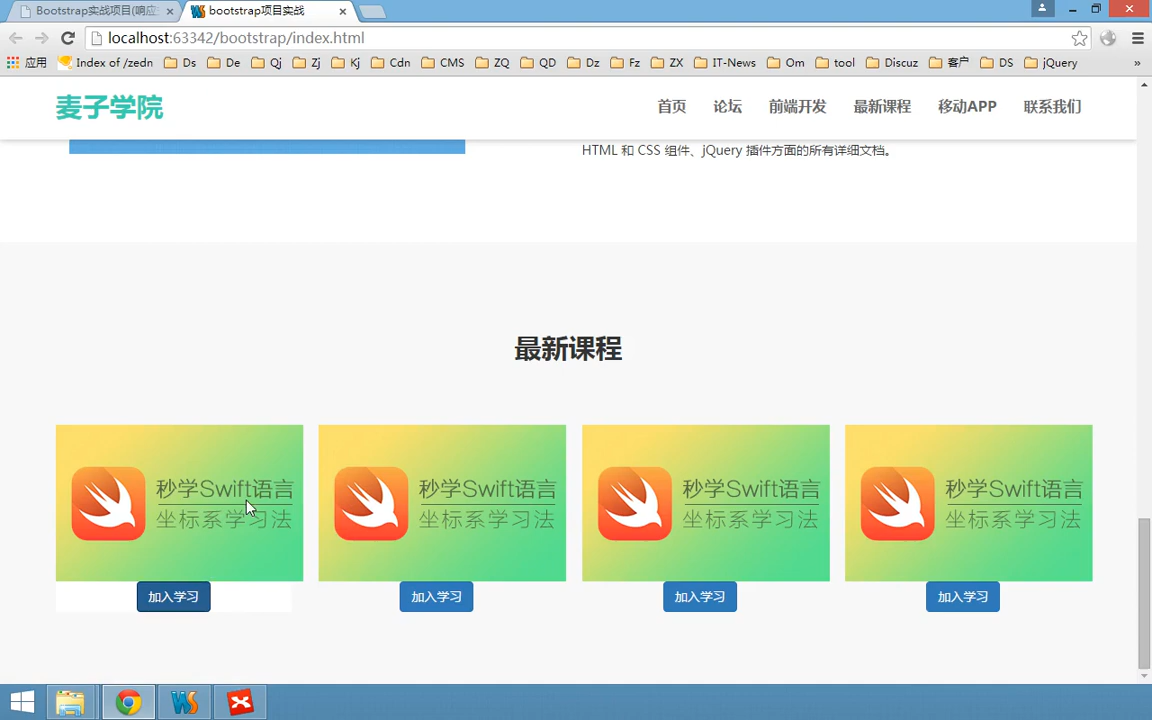 Bootstrap实战项目(响应
bootstrap项目实战
localhost:63342/bootstrap/index.html
应用 Index of /zedn Ds De Qj Zj Kj Cdn CMS ZQ QD Dz Fz ZX IT-News Om tool Discuz 客户 DS jQuery »
麦子学院 首页 论坛 前端开发 最新课程 移动APP 联系我们
HTML 和 CSS 组件、jQuery 插件方面的所有详细文档。
最新课程
秒学Swift语言 秒学Swift语言 秒学Swift语言 秒学Swift语言
坐标系学习法 坐标系学习法 坐标系学习法 坐标系学习法
加入学习 加入学习 加入学习 加入学习